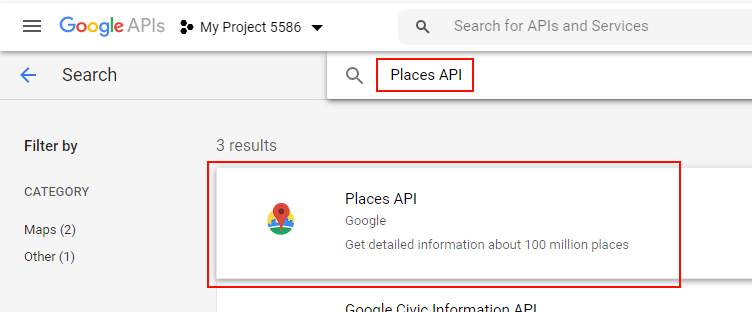 Google APIs My Project 5586 Search for APIs and Services
Search Places API
Filter by
3 results
CATEGORY
Maps (2)
Other (1)
Places API
Google
Get detailed information about 100 million places
Google Civic Information API